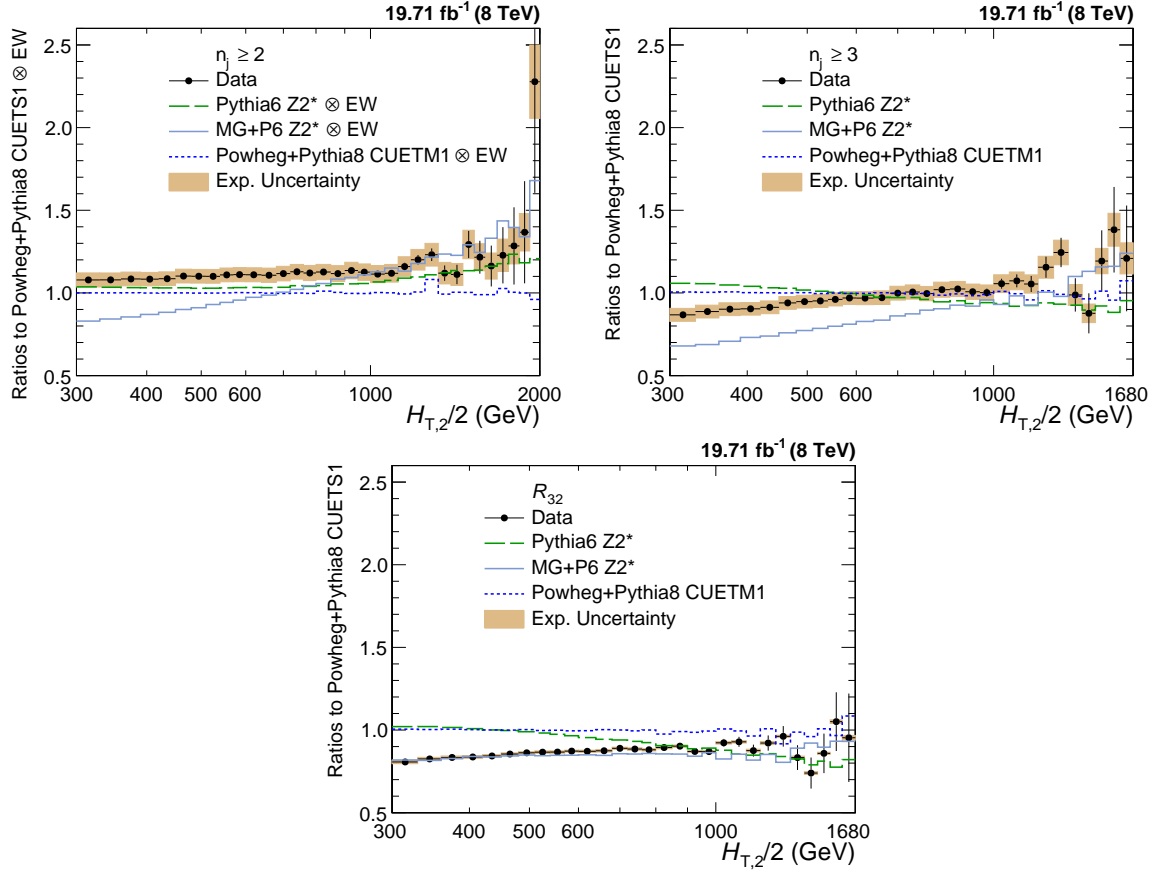 19.71 fb⁻¹ (8 TeV)
Ratios to Powheg+Pythia8 CUETS1 ⊗ EW
n_j ≥ 2
Data
Pythia6 Z2* ⊗ EW
MG+P6 Z2* ⊗ EW
Powheg+Pythia8 CUETM1 ⊗ EW
Exp. Uncertainty
2.5
2.0
1.5
1.0
0.5
300 400 500 600 1000 2000
H_T,2/2 (GeV)
19.71 fb⁻¹ (8 TeV)
Ratios to Powheg+Pythia8 CUETS1
n_j ≥ 3
Data
Pythia6 Z2*
MG+P6 Z2*
Powheg+Pythia8 CUETM1
Exp. Uncertainty
2.5
2.0
1.5
1.0
0.5
300 400 500 600 1000 1680
H_T,2/2 (GeV)
19.71 fb⁻¹ (8 TeV)
Ratios to Powheg+Pythia8 CUETS1
R_32
Data
Pythia6 Z2*
MG+P6 Z2*
Powheg+Pythia8 CUETM1
Exp. Uncertainty
2.5
2.0
1.5
1.0
0.5
300 400 500 600 1000 1680
H_T,2/2 (GeV)